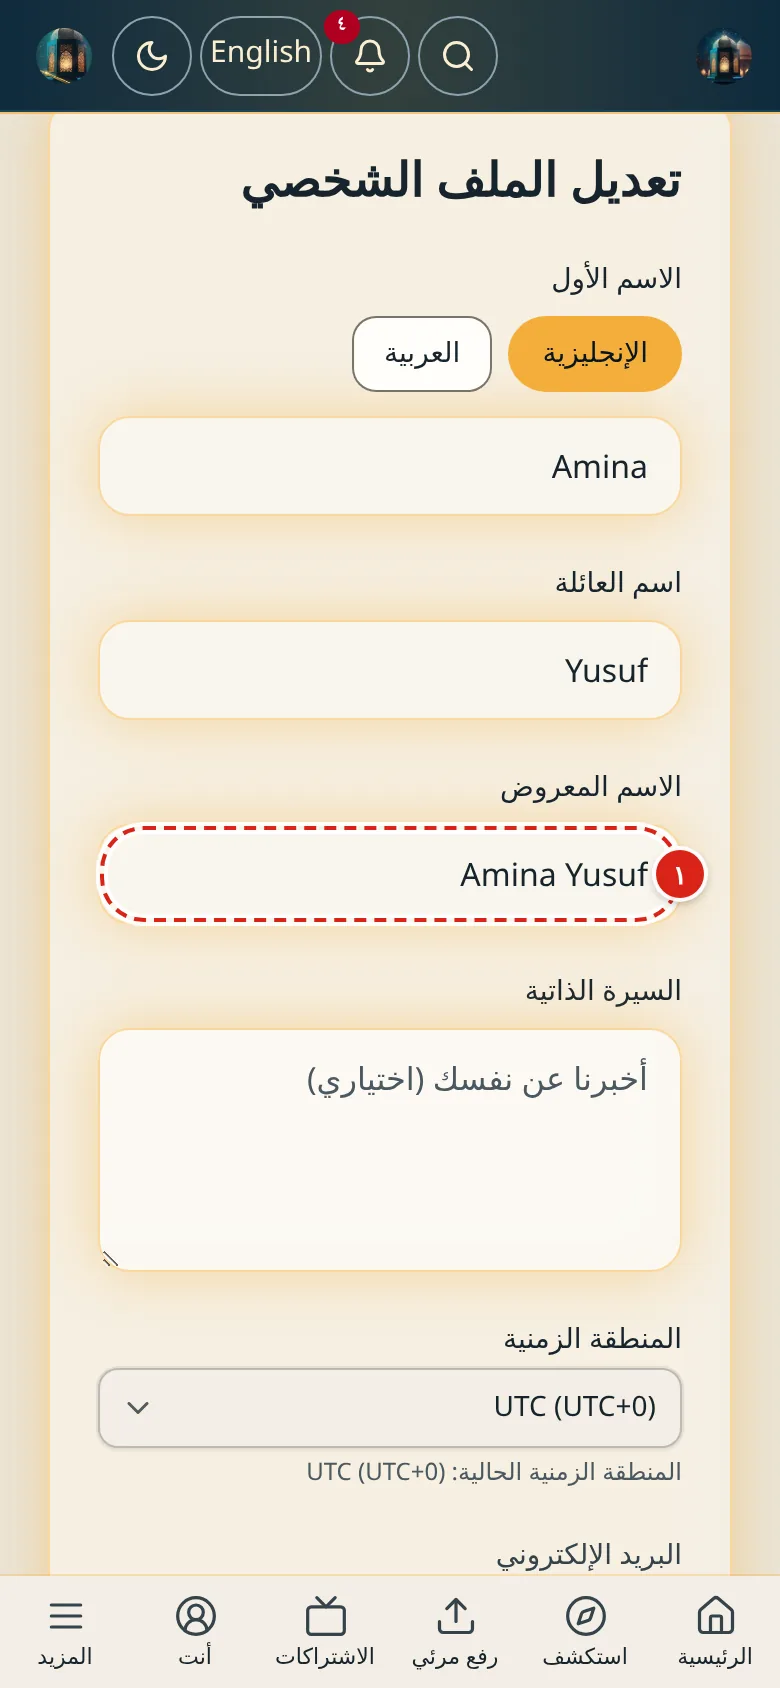 English
٤
تعديل الملف الشخصي
الاسم الأول
الإنجليزية
العربية
Amina
اسم العائلة
Yusuf
الاسم المعروض
Amina Yusuf
١
السيرة الذاتية
أخبرنا عن نفسك (اختياري)
المنطقة الزمنية
UTC (UTC+0)
المنطقة الزمنية الحالية: UTC (UTC+0)
البريد الإلكتروني
الرئيسية
استكشف
رفع مرئي
الاشتراكات
أنت
المزيد